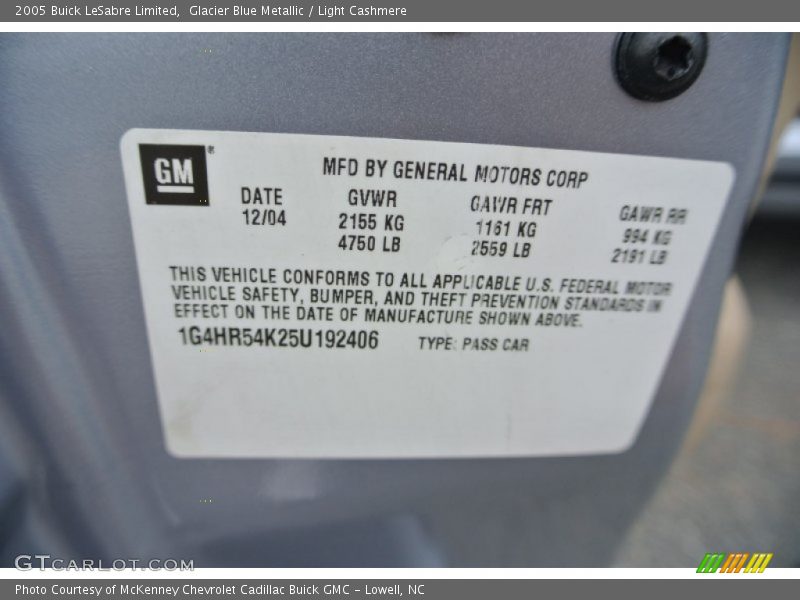 2005 Buick LeSabre Limited, Glacier Blue Metallic / Light Cashmere
GM®
MFD BY GENERAL MOTORS CORP
DATE GVWR GAWR FRT GAWR RR
12/04 2155 KG 1161 KG 994 KG
4750 LB 2559 LB 2191 LB
THIS VEHICLE CONFORMS TO ALL APPLICABLE U.S. FEDERAL MOTOR
VEHICLE SAFETY, BUMPER, AND THEFT PREVENTION STANDARDS IN
EFFECT ON THE DATE OF MANUFACTURE SHOWN ABOVE.
1G4HR54K25U192406 TYPE: PASS CAR
GTCARLOT.COM
Photo Courtesy of McKenney Chevrolet Cadillac Buick GMC - Lowell, NC